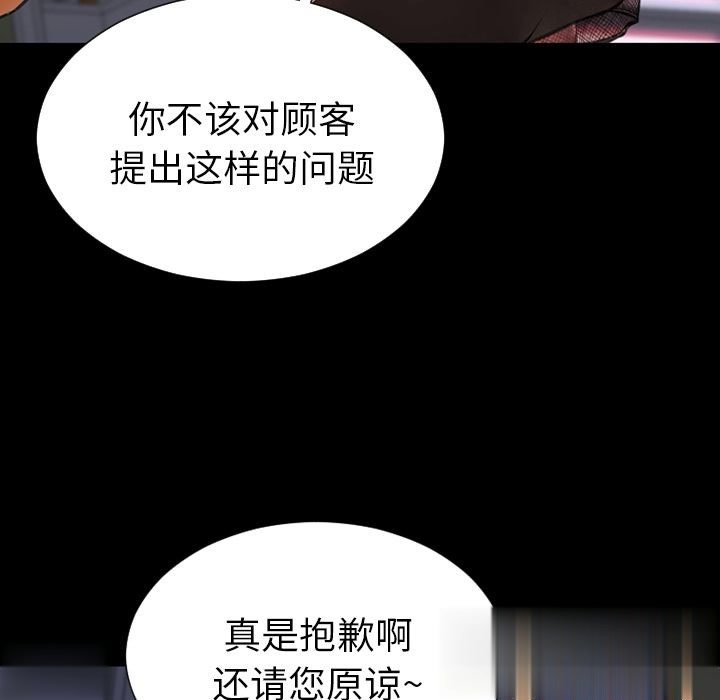 你不该对顾客
提出这样的问题
真是抱歉啊
还请您原谅~